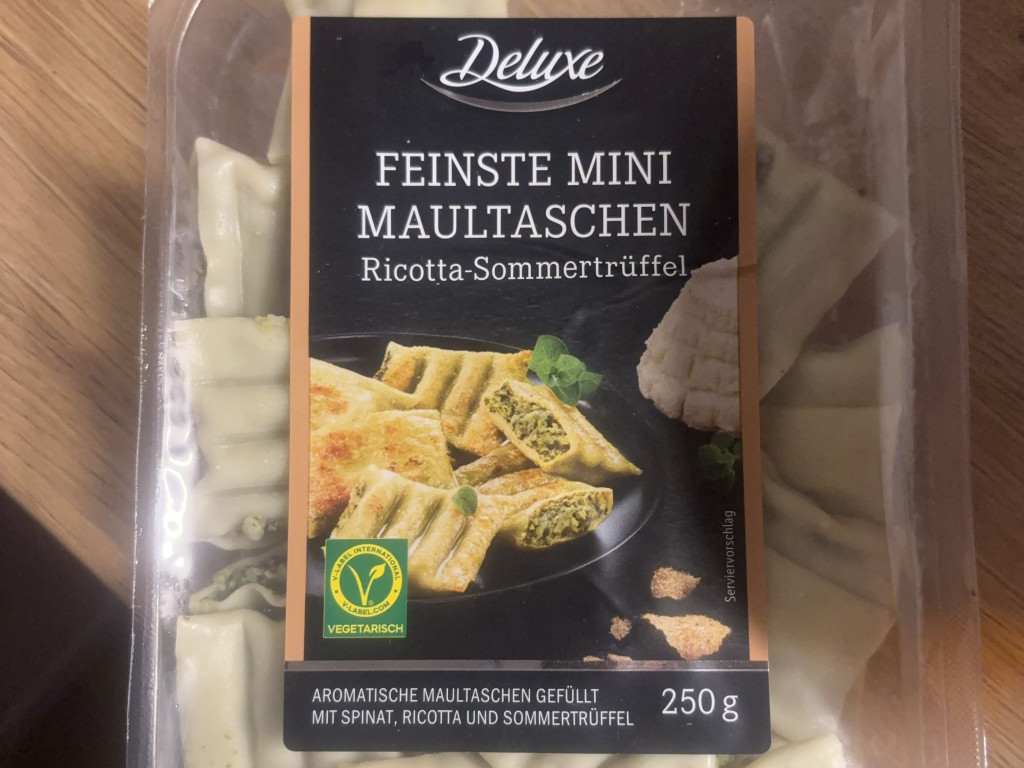 Deluxe
FEINSTE MINI
MAULTASCHEN
Ricotta-Sommertrüffel
Serviervorschlag
V-LABEL INTERNATIONAL
V-LABEL.COM
VEGETARISCH
AROMATISCHE MAULTASCHEN GEFÜLLT
MIT SPINAT, RICOTTA UND SOMMERTRÜFFEL
250 g